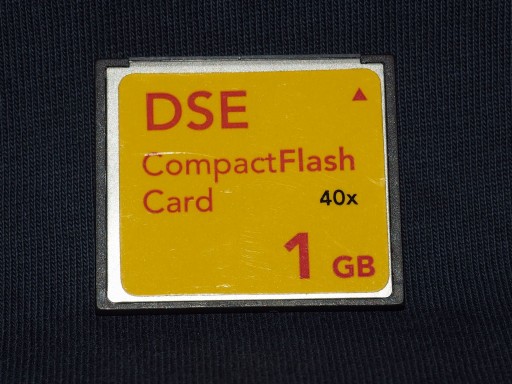 DSE
CompactFlash
Card
40x
1 GB